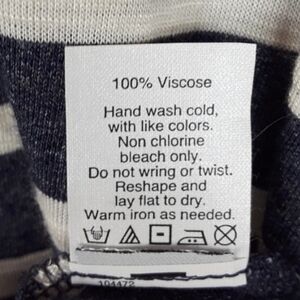 100% Viscose
Hand wash cold,
with like colors.
Non chlorine
bleach only.
Do not wring or twist.
Reshape and
lay flat to dry.
Warm iron as needed.
104472